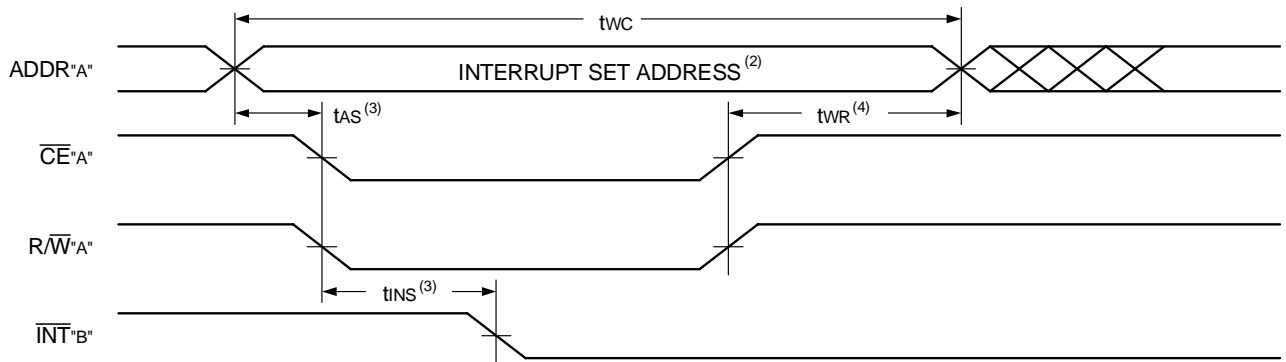 tWC
ADDR"A"
INTERRUPT SET ADDRESS(2)
tAS(3)
tWR(4)
CE"A"
R/W"A"
tINS(3)
INT"B"